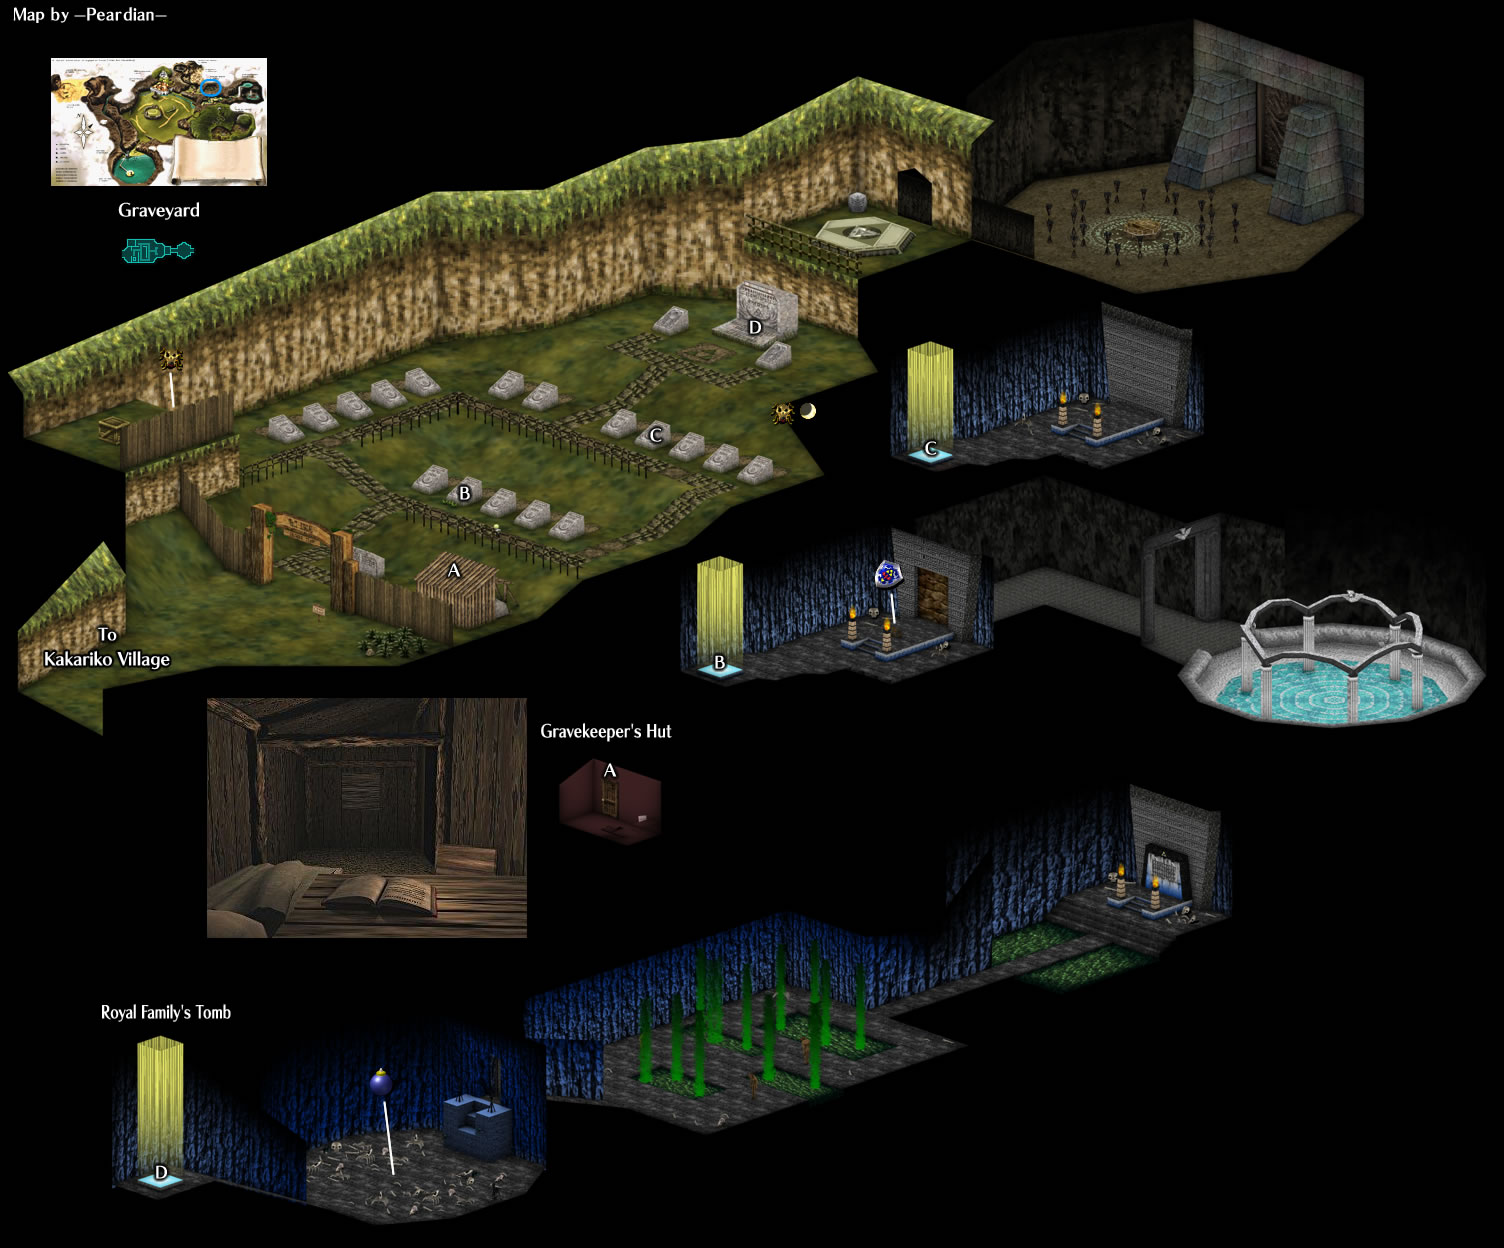 Map by —Peardian—
Graveyard
D
C
C
B
A
B
To
Kakariko Village
Gravekeeper's Hut
A
Royal Family's Tomb
D